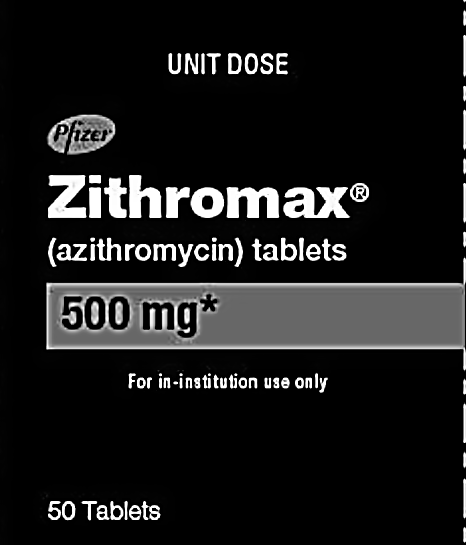 UNIT DOSE
Pfizer
Zithromax®
(azithromycin) tablets
500 mg*
For in-institution use only
50 Tablets